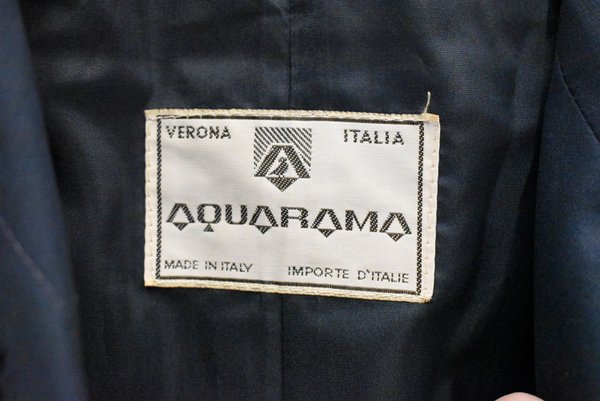 VERONA ITALIA
AQUARAMA
MADE IN ITALY IMPORTE D'ITALIE